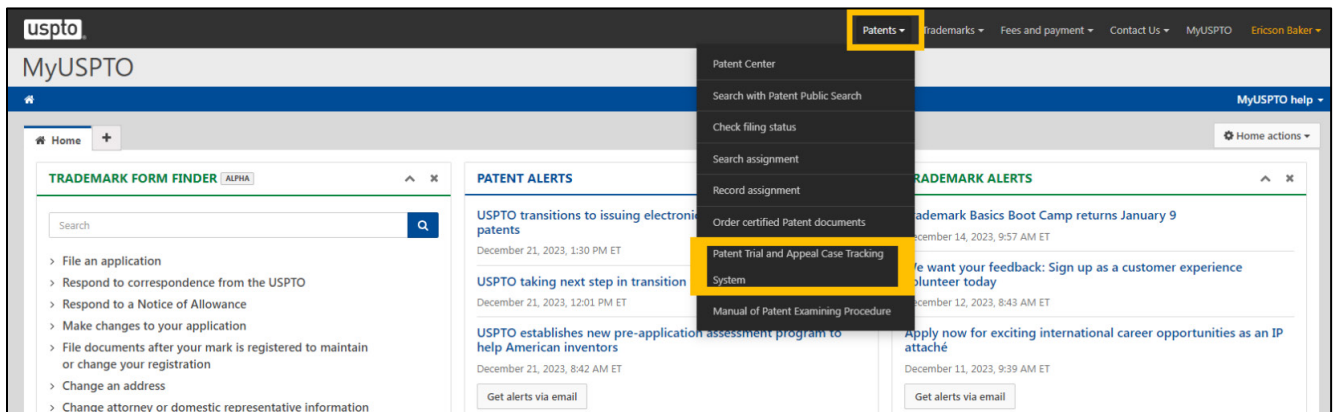 uspto
Patents Trademarks Fees and payment Contact Us MyUSPTO Ericson Baker
MyUSPTO
MyUSPTO help
Home +
Home actions
Patent Center
Search with Patent Public Search
Check filing status
Search assignment
Record assignment
Order certified Patent documents
Patent Trial and Appeal Case Tracking
System
Manual of Patent Examining Procedure
TRADEMARK FORM FINDER ALPHA
Search
> File an application
> Respond to correspondence from the USPTO
> Respond to a Notice of Allowance
> Make changes to your application
> File documents after your mark is registered to maintain
or change your registration
> Change an address
> Change attorney or domestic representative information
PATENT ALERTS
USPTO transitions to issuing electronic
patents
December 21, 2023, 1:30 PM ET
USPTO taking next step in transition
December 21, 2023, 12:01 PM ET
USPTO establishes new pre-application assessment program to
help American inventors
December 21, 2023, 8:42 AM ET
Get alerts via email
TRADEMARK ALERTS
Trademark Basics Boot Camp returns January 9
December 14, 2023, 9:57 AM ET
We want your feedback: Sign up as a customer experience
volunteer today
December 12, 2023, 8:43 AM ET
Apply now for exciting international career opportunities as an IP
attaché
December 11, 2023, 9:39 AM ET
Get alerts via email